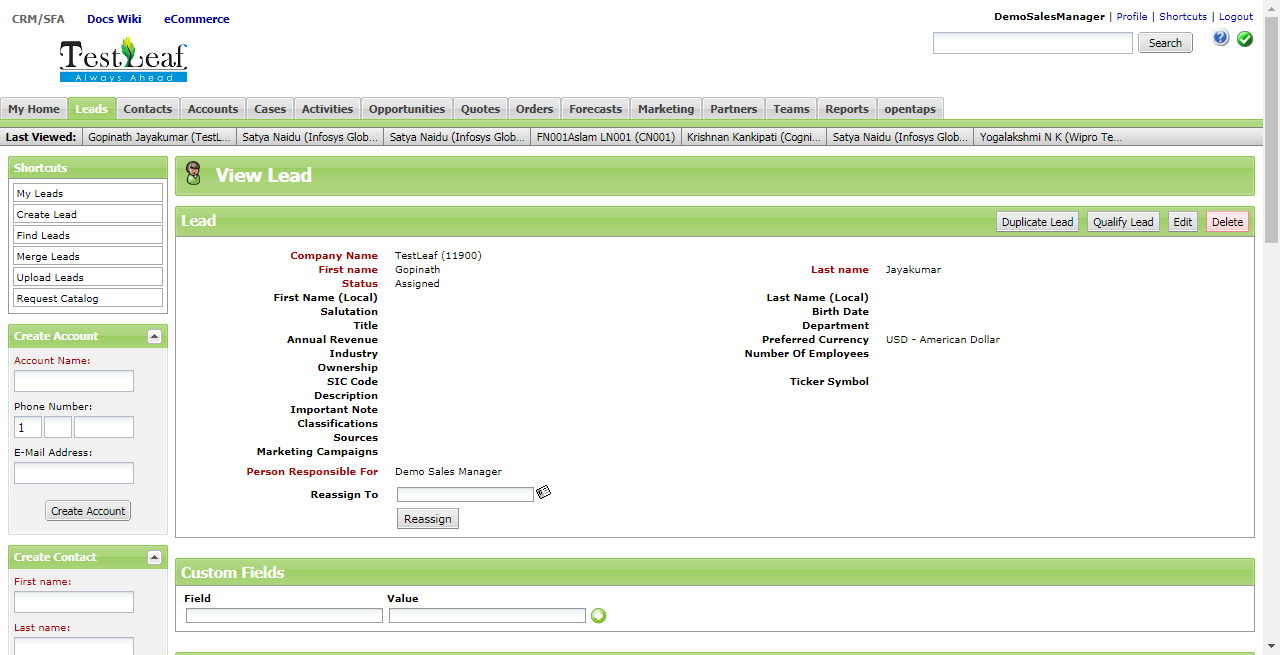 CRM/SFA Docs Wiki eCommerce
DemoSalesManager | Profile | Shortcuts | Logout
TestLeaf
Always Ahead
Search
My Home Leads Contacts Accounts Cases Activities Opportunities Quotes Orders Forecasts Marketing Partners Teams Reports opentaps
Last Viewed: Gopinath Jayakumar (TestL... Satya Naidu (Infosys Glob... Satya Naidu (Infosys Glob... FN001Aslam LN001 (CN001) Krishnan Kankipati (Cogni... Satya Naidu (Infosys Glob... Yogalakshmi N K (Wipro Te...
Shortcuts
My Leads
Create Lead
Find Leads
Merge Leads
Upload Leads
Request Catalog
Create Account
Account Name:
Phone Number:
1
E-Mail Address:
Create Account
Create Contact
First name:
Last name:
View Lead
Lead
Duplicate Lead Qualify Lead Edit Delete
Company Name TestLeaf (11900)
First name Gopinath Last name Jayakumar
Status Assigned
First Name (Local) Last Name (Local)
Salutation Birth Date
Title Department
Annual Revenue Preferred Currency USD - American Dollar
Industry Number Of Employees
Ownership
SIC Code Ticker Symbol
Description
Important Note
Classifications
Sources
Marketing Campaigns
Person Responsible For Demo Sales Manager
Reassign To
Reassign
Custom Fields
Field Value